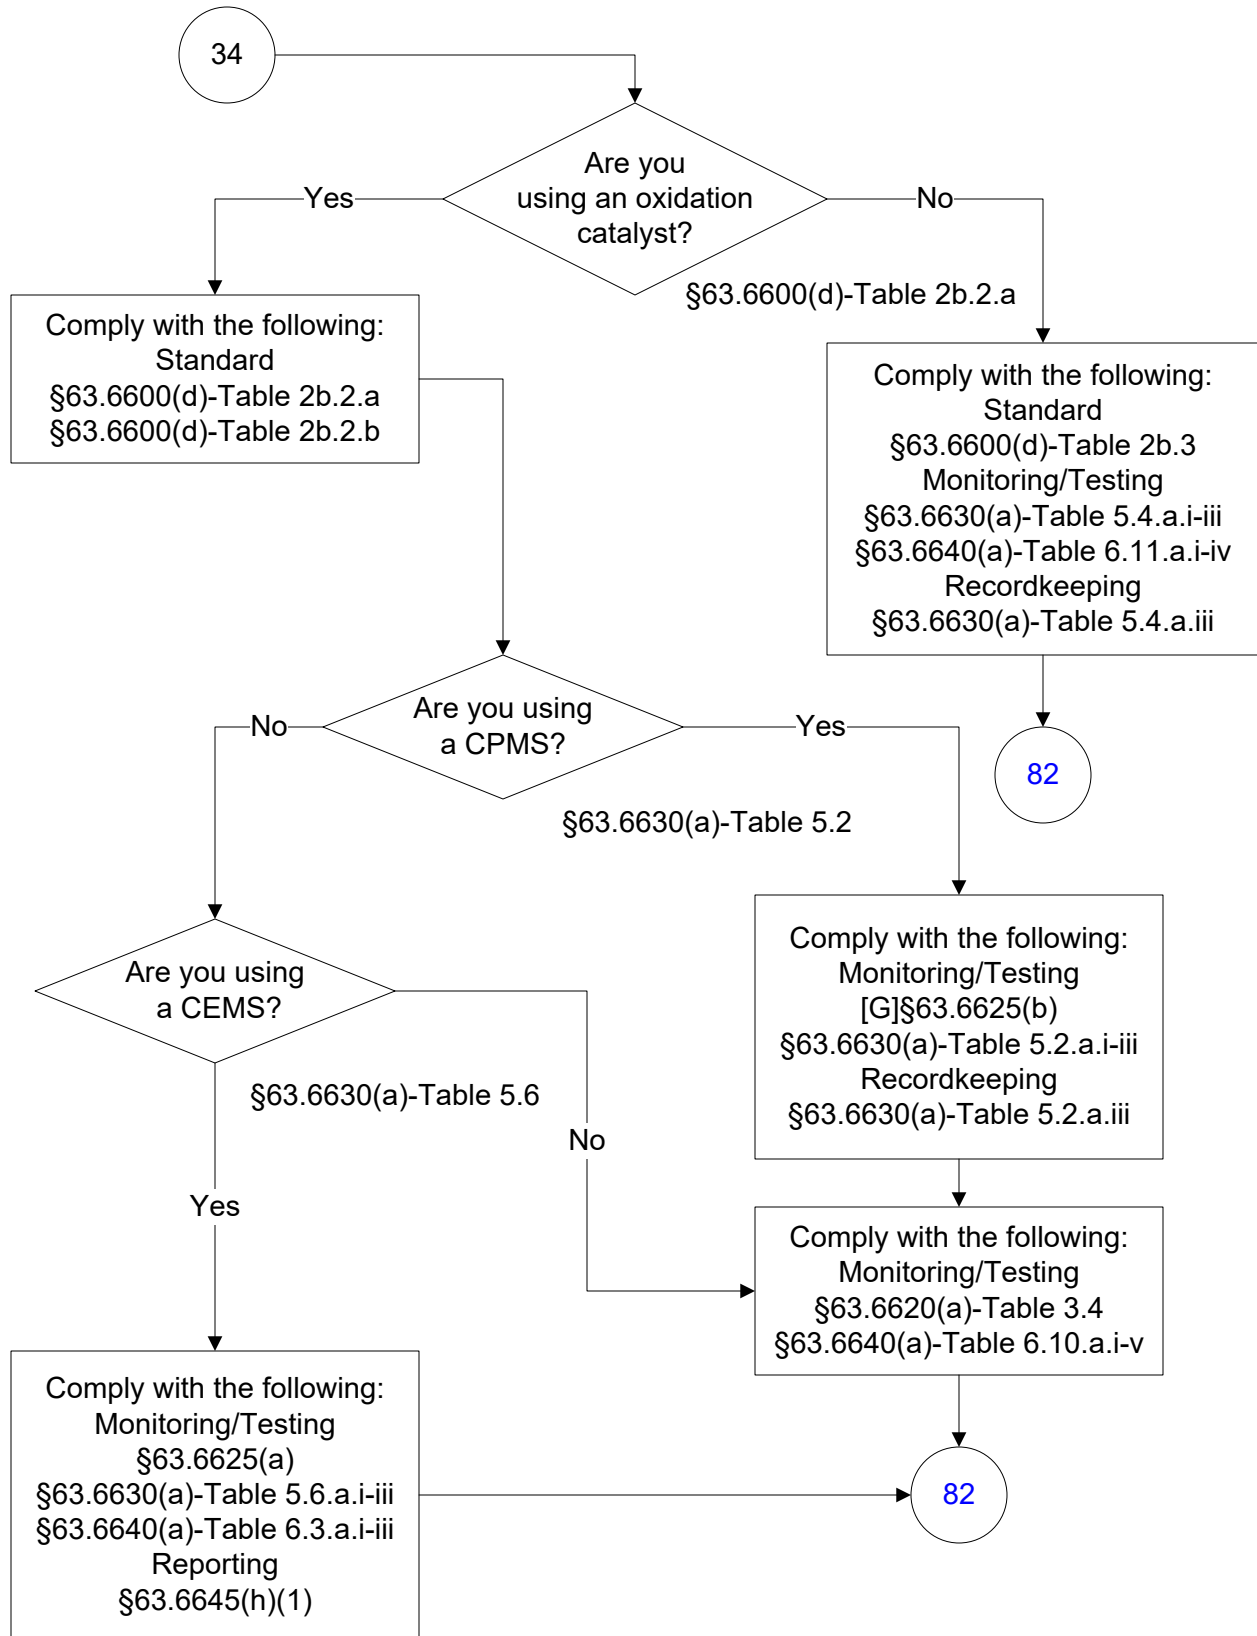 34
Are you
using an oxidation
catalyst?
Yes
No
§63.6600(d)-Table 2b.2.a
Comply with the following:
Standard
§63.6600(d)-Table 2b.2.a
§63.6600(d)-Table 2b.2.b
Comply with the following:
Standard
§63.6600(d)-Table 2b.3
Monitoring/Testing
§63.6630(a)-Table 5.4.a.i-iii
§63.6640(a)-Table 6.11.a.i-iv
Recordkeeping
§63.6630(a)-Table 5.4.a.iii
82
Are you using
a CPMS?
No
Yes
§63.6630(a)-Table 5.2
Comply with the following:
Monitoring/Testing
[G]§63.6625(b)
§63.6630(a)-Table 5.2.a.i-iii
Recordkeeping
§63.6630(a)-Table 5.2.a.iii
Are you using
a CEMS?
§63.6630(a)-Table 5.6
No
Yes
Comply with the following:
Monitoring/Testing
§63.6620(a)-Table 3.4
§63.6640(a)-Table 6.10.a.i-v
Comply with the following:
Monitoring/Testing
§63.6625(a)
§63.6630(a)-Table 5.6.a.i-iii
§63.6640(a)-Table 6.3.a.i-iii
Reporting
§63.6645(h)(1)
82